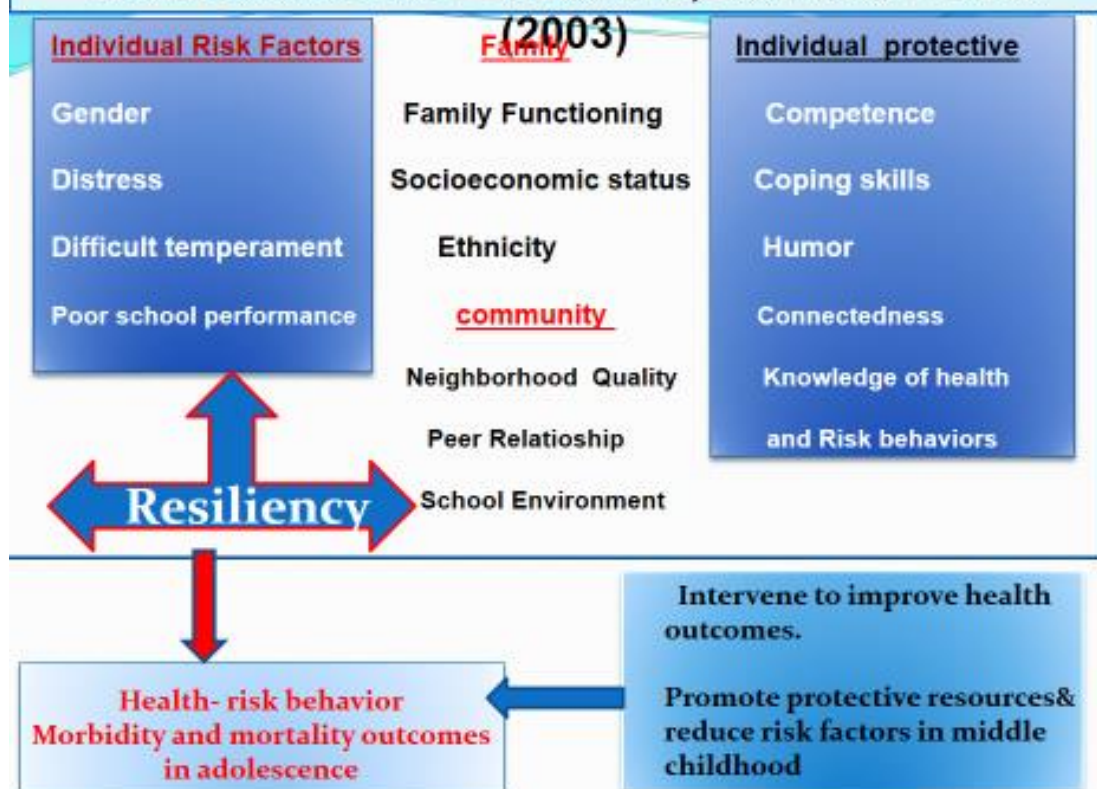 (2003)
Individual Risk Factors
Gender
Distress
Difficult temperament
Poor school performance
Family
Family Functioning
Socioeconomic status
Ethnicity
community
Neighborhood Quality
Peer Relatioship
School Environment
Individual protective
Competence
Coping skills
Humor
Connectedness
Knowledge of health
and Risk behaviors
Resiliency
Health- risk behavior
Morbidity and mortality outcomes
in adolescence
Intervene to improve health
outcomes.
Promote protective resources&
reduce risk factors in middle
childhood